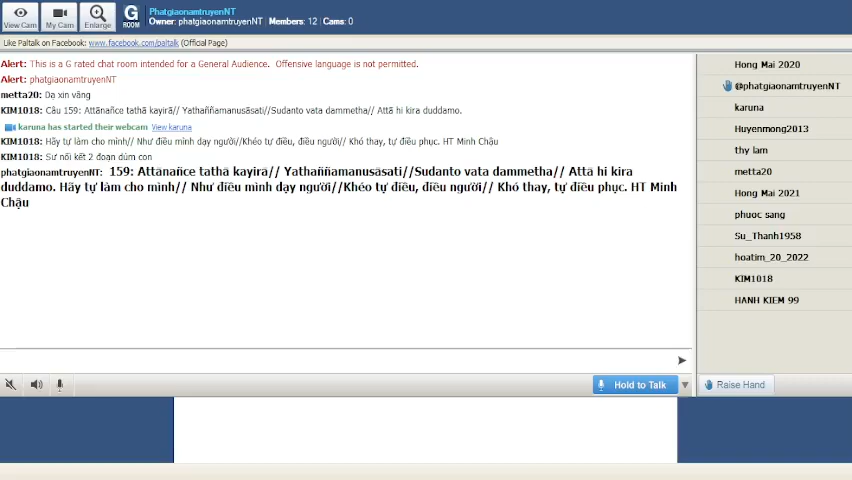 View Cam
My Cam
Enlarge
G
ROOM
PhatgiaonamtruyenNT
Owner: phatgiaonamtruyenNT | Members: 12 | Cams: 0
Like Paltalk on Facebook: www.facebook.com/paltalk (Official Page)
Alert: This is a G rated chat room intended for a General Audience. Offensive language is not permitted.
Alert: phatgiaonamtruyenNT
metta20: Dạ xin vâng
KIM1018: Câu 159: Attānañce tathā kayirā// Yathaññamanusāsati//Sudanto vata dammetha// Attā hi kira duddamo.
karuna has started their webcam View karuna
KIM1018: Hãy tự làm cho mình// Như điều mình dạy người//Khéo tự điều, điều người// Khó thay, tự điều phục. HT Minh Chậu
KIM1018: Sư nối kết 2 đoạn dùm con
phatgiaonamtruyenNT: 159: Attānañce tathā kayirā// Yathaññamanusāsati//Sudanto vata dammetha// Attā hi kira
duddamo. Hãy tự làm cho mình// Như điều mình dạy người//Khéo tự điều, điều người// Khó thay, tự điều phục. HT Minh
Chậu
Hong Mai 2020
@phatgiaonamtruyenNT
karuna
Huyenmong2013
thy lam
metta20
Hong Mai 2021
phuoc sang
Su_Thanh1958
hoatim_20_2022
KIM1018
HANH KIEM 99
Hold to Talk
Raise Hand